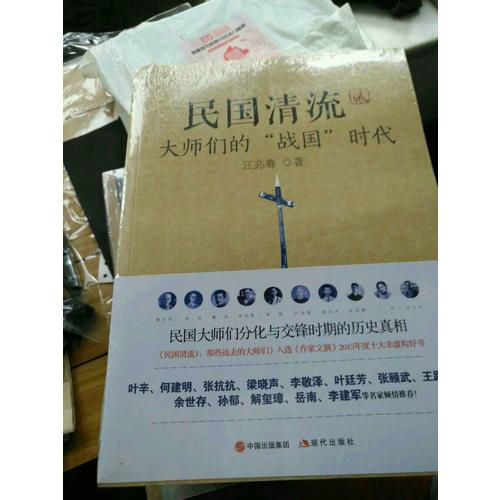 民国清流 贰
大师们的“战国”时代
汪兆骞 ◎ 著
民国大师们分化与交锋时期的历史真相
《民国清流1：那些远去的大师们》入选《作家文摘》2015年度十大非虚构好书
叶辛、何建明、张抗抗、梁晓声、李敬泽、叶廷芳、张颐武、王
余世存、孙郁、解玺璋、岳南、李建军等名家倾情推荐！
中国出版集团 现代出版社